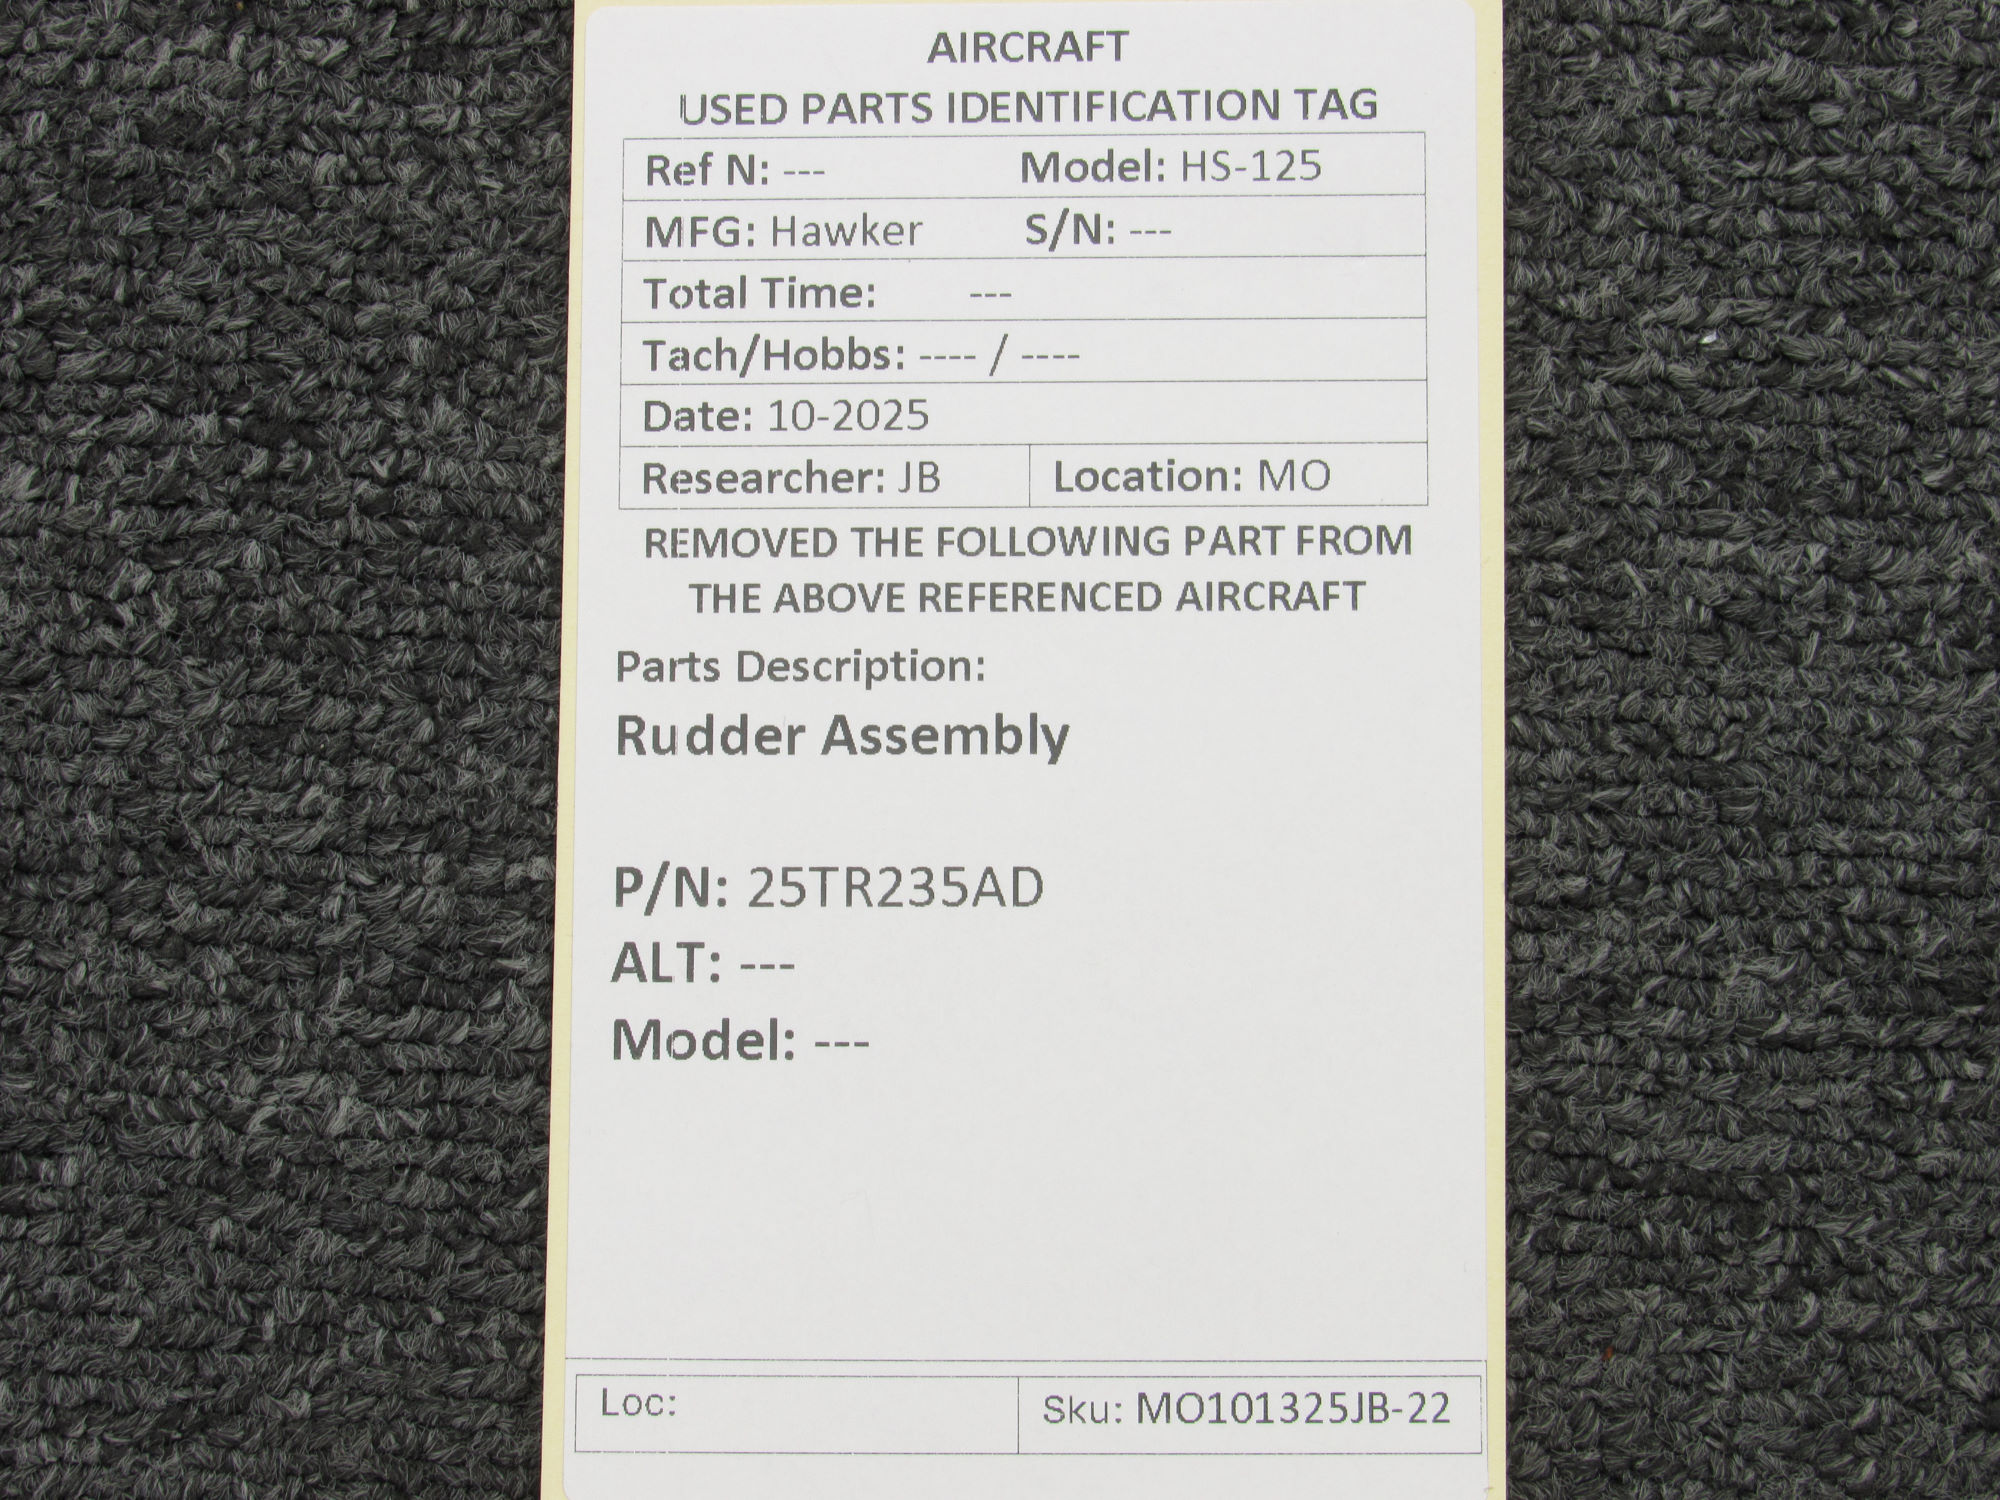 AIRCRAFT
USED PARTS IDENTIFICATION TAG
Ref N: --- Model: HS-125
MFG: Hawker S/N: ---
Total Time: ---
Tach/Hobbs: ---- / ----
Date: 10-2025
Researcher: JB Location: MO
REMOVED THE FOLLOWING PART FROM
THE ABOVE REFERENCED AIRCRAFT
Parts Description:
Rudder Assembly
P/N: 25TR235AD
ALT: ---
Model: ---
Loc: Sku: MO101325JB-22